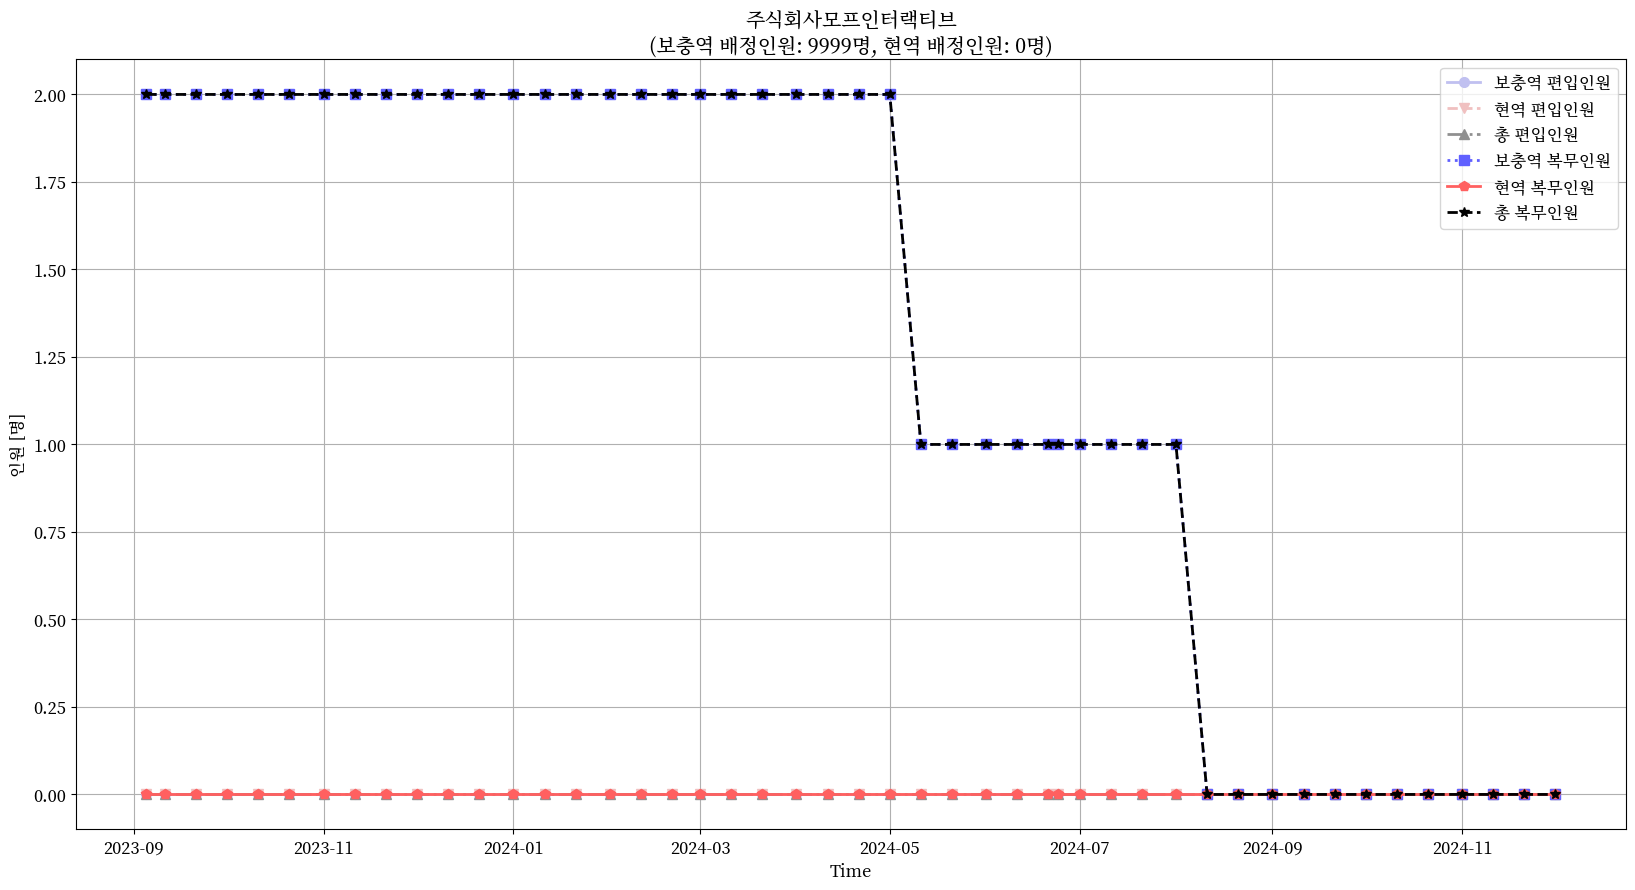 주식회사모프인터랙티브
(보충역 배정인원: 9999명, 현역 배정인원: 0명)
보충역 편입인원
현역 편입인원
총 편입인원
보충역 복무인원
현역 복무인원
총 복무인원
인원 [명]
2.00
1.75
1.50
1.25
1.00
0.75
0.50
0.25
0.00
2023-09
2023-11
2024-01
2024-03
2024-05
2024-07
2024-09
2024-11
Time